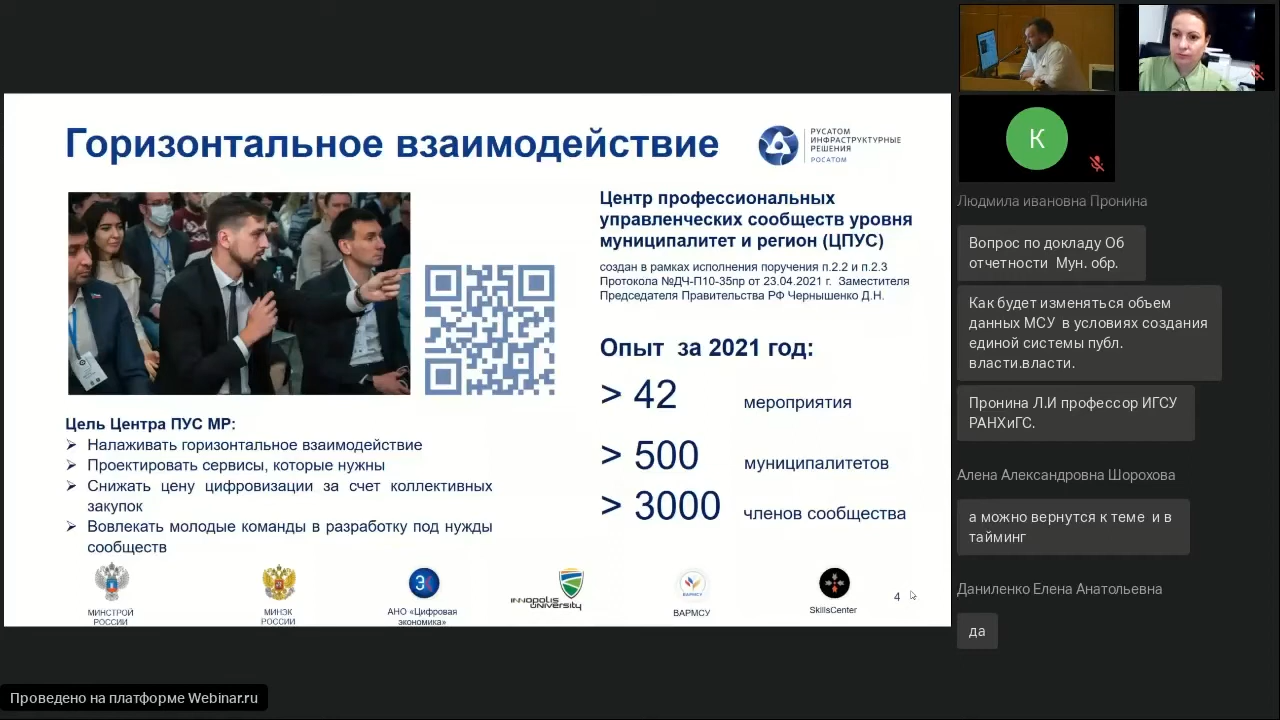 Горизонтальное взаимодействие
РУСАТОМ
ИНФРАСТРУКТУРНЫЕ
РЕШЕНИЯ
РОСАТОМ
Центр профессиональных
управленческих сообществ уровня
муниципалитет и регион (ЦПУС)
создан в рамках исполнения поручения п.2.2 и п.2.3
Протокола №ДЧ-П10-35пр от 23.04.2021 г. Заместителя
Председателя Правительства РФ Чернышенко Д.Н.
Опыт за 2021 год:
> 42 мероприятия
> 500 муниципалитетов
> 3000 членов сообщества
Цель Центра ПУС МР:
Налаживать горизонтальное взаимодействие
Проектировать сервисы, которые нужны
Снижать цену цифровизации за счет коллективных
закупок
Вовлекать молодые команды в разработку под нужды
сообществ
МИНСТРОЙ
РОССИИ
МИНЭК
РОССИИ
АНО «Цифровая
экономика»
INNOPOLIS
UNIVERSITY
ВАРМСУ
ВАРМСУ
SkillsCenter
4
К
Людмила ивановна Пронина
Вопрос по докладу Об
отчетности Мун. обр.
Как будет изменяться объем
данных МСУ в условиях создания
единой системы публ.
власти.власти.
Пронина Л.И профессор ИГСУ
РАНХиГС.
Алена Александровна Шорохова
а можно вернутся к теме и в
тайминг
Даниленко Елена Анатольевна
да
Проведено на платформе Webinar.ru